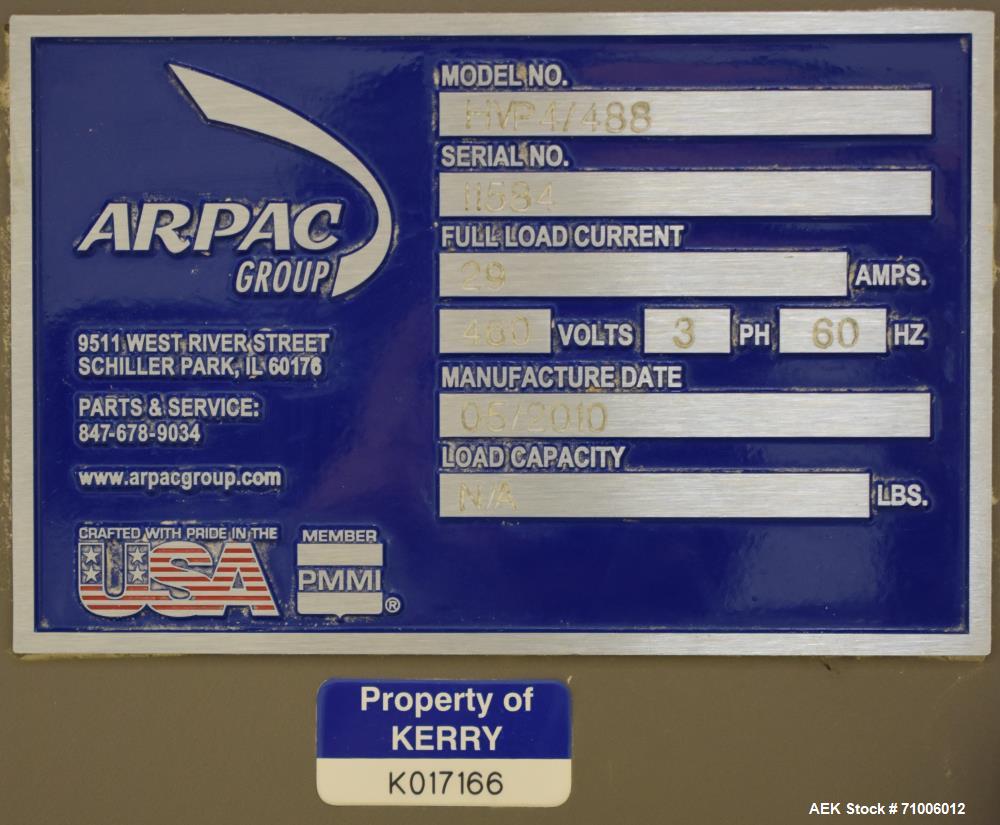 ARPAC
GROUP
9511 WEST RIVER STREET
SCHILLER PARK, IL 60176
PARTS & SERVICE:
847-678-9034
www.arpacgroup.com
CRAFTED WITH PRIDE IN THE
USA
MEMBER
PMMI ®
MODEL NO.
HVP4/488
SERIAL NO.
11584
FULL LOAD CURRENT
29 AMPS.
460 VOLTS 3 PH 60 HZ
MANUFACTURE DATE
05/2010
LOAD CAPACITY
N/A LBS.
Property of
KERRY
K017166
AEK Stock # 71006012